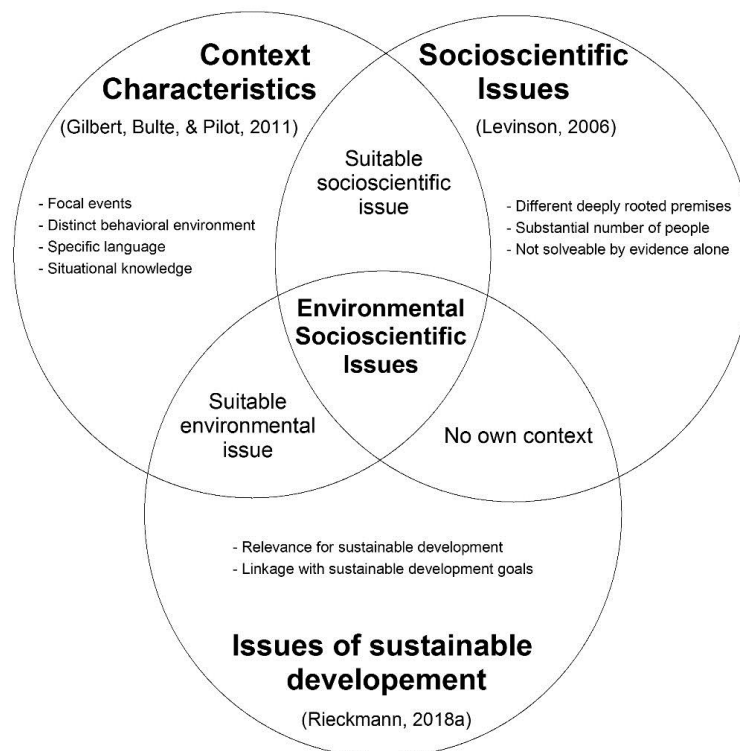 Context
Characteristics
(Gilbert, Bulte, & Pilot, 2011)
- Focal events
- Distinct behavioral environment
- Specific language
- Situational knowledge
Socioscientific
Issues
(Levinson, 2006)
- Different deeply rooted premises
- Substantial number of people
- Not solveable by evidence alone
Suitable
socioscientific
issue
Environmental
Socioscientific
Issues
Suitable
environmental
issue
No own context
- Relevance for sustainable development
- Linkage with sustainable development goals
Issues of sustainable
developement
(Rieckmann, 2018a)